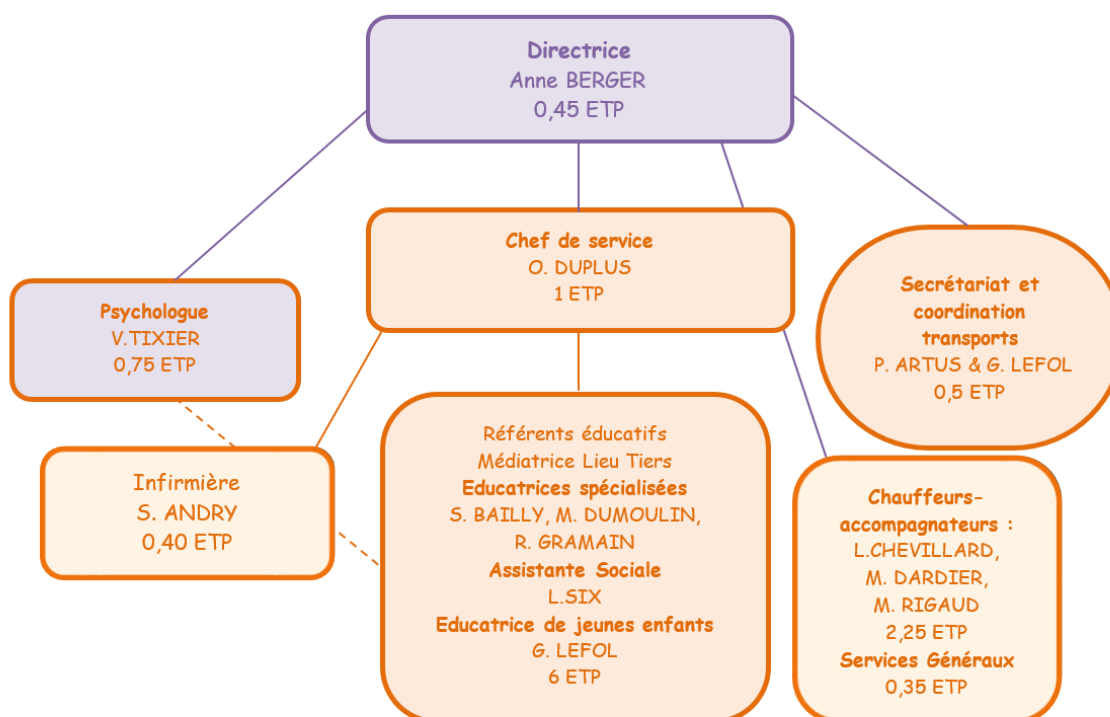 Directrice
Anne BERGER
0,45 ETP
Chef de service
O. DUPLUS
1 ETP
Psychologue
V.TIXIER
0,75 ETP
Secrétariat et
coordination
transports
P. ARTUS & G. LEFOL
0,5 ETP
Infirmière
S. ANDRY
0,40 ETP
Référents éducatifs
Médiatrice Lieu Tiers
Educatrices spécialisées
S. BAILLY, M. DUMOULIN,
R. GRAMAIN
Assistante Sociale
L.SIX
Educatrice de jeunes enfants
G. LEFOL
6 ETP
Chauffeurs-
accompagnateurs :
L.CHEVILLARD,
M. DARDIER,
M. RIGAUD
2,25 ETP
Services Généraux
0,35 ETP